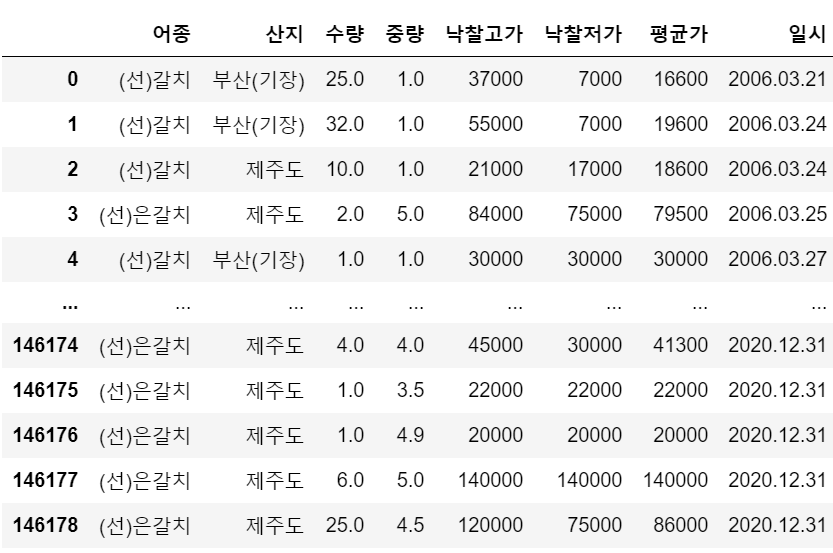 어종 산지 수량 중량 낙찰고가 낙찰저가 평균가 일시
0 (선)갈치 부산(기장) 25.0 1.0 37000 7000 16600 2006.03.21
1 (선)갈치 부산(기장) 32.0 1.0 55000 7000 19600 2006.03.24
2 (선)갈치 제주도 10.0 1.0 21000 17000 18600 2006.03.24
3 (선)은갈치 제주도 2.0 5.0 84000 75000 79500 2006.03.25
4 (선)갈치 부산(기장) 1.0 1.0 30000 30000 30000 2006.03.27
... ... ... ... ... ... ... ... ...
146174 (선)은갈치 제주도 4.0 4.0 45000 30000 41300 2020.12.31
146175 (선)은갈치 제주도 1.0 3.5 22000 22000 22000 2020.12.31
146176 (선)은갈치 제주도 1.0 4.9 20000 20000 20000 2020.12.31
146177 (선)은갈치 제주도 6.0 5.0 140000 140000 140000 2020.12.31
146178 (선)은갈치 제주도 25.0 4.5 120000 75000 86000 2020.12.31